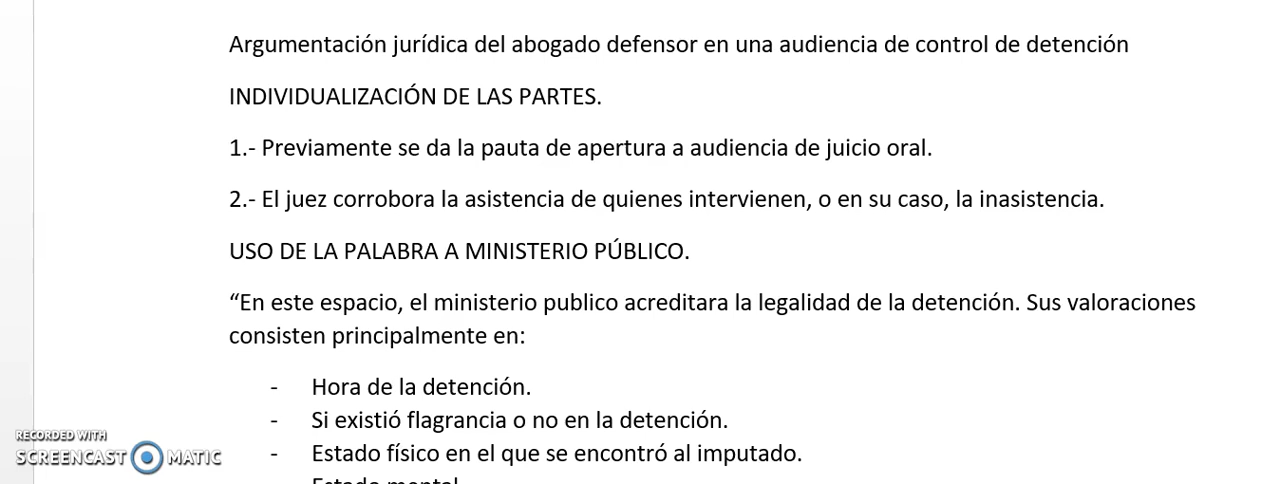 Argumentación jurídica del abogado defensor en una audiencia de control de detención
INDIVIDUALIZACIÓN DE LAS PARTES.
1.- Previamente se da la pauta de apertura a audiencia de juicio oral.
2.- El juez corrobora la asistencia de quienes intervienen, o en su caso, la inasistencia.
USO DE LA PALABRA A MINISTERIO PÚBLICO.
“En este espacio, el ministerio publico acreditara la legalidad de la detención. Sus valoraciones
consisten principalmente en:
- Hora de la detención.
- Si existió flagrancia o no en la detención.
- Estado físico en el que se encontró al imputado.
Estado mental
RECORDED WITH
SCREENCAST MATIC